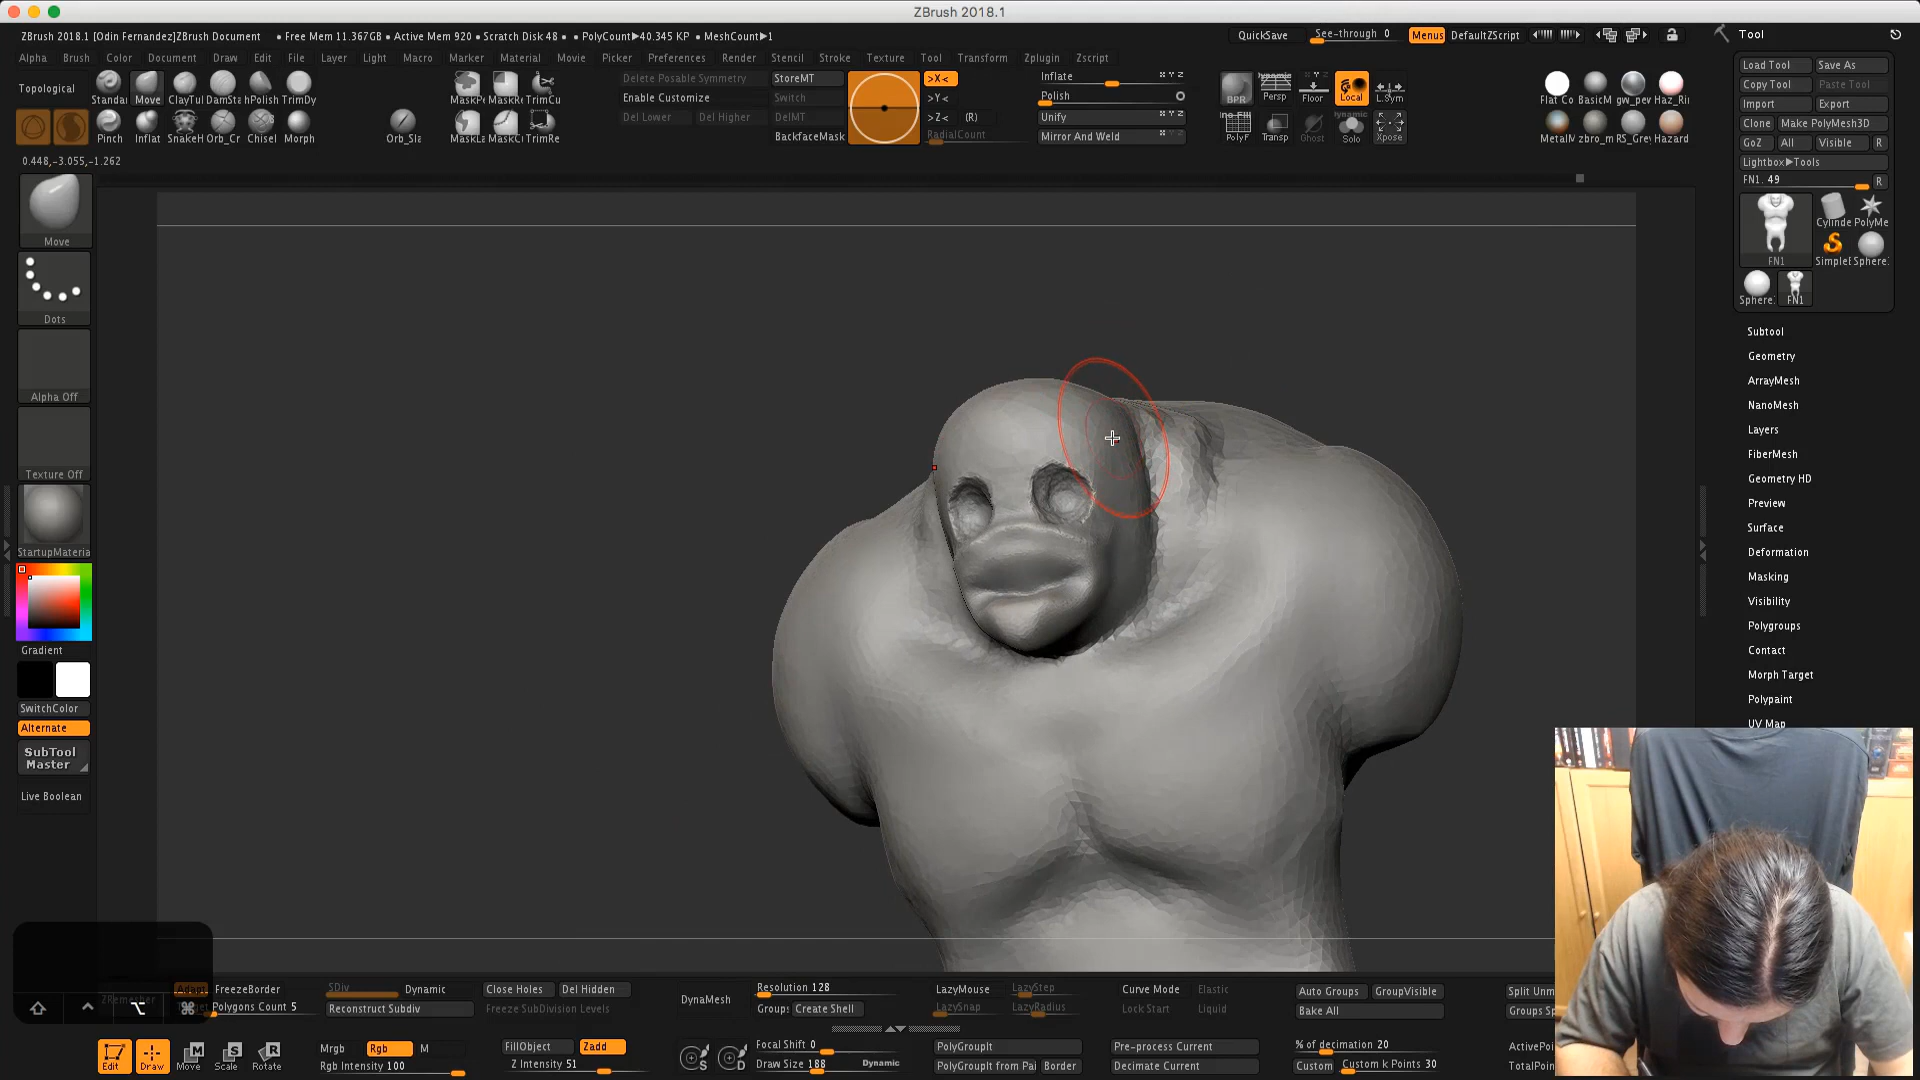 ZBrush 2018.1
ZBrush 2018.1 [Odin Fernandez]ZBrush Document • Free Mem 11.367GB • Active Mem 920 • Scratch Disk 48 • PolyCount▶40.345 KP • MeshCount▶1
QuickSave See-through 0 Menus DefaultZScript
Tool
Alpha Brush Color Document Draw Edit File Layer Light Macro Marker Material Movie Picker Preferences Render Stencil Stroke Texture Tool Transform Zplugin Zscript
Load Tool Save As
Copy Tool Paste Tool
Import Export
Clone Make PolyMesh3D
GoZ All Visible R
Lightbox▶Tools
FN1. 49 R
Topological
Standa Move ClayTul DamSta hPolish TrimDy
Pinch Inflat SnakeH Orb_Cr Chisel Morph
Orb_Sla
MaskPe MaskRe TrimCu
MaskLa MaskCi TrimRe
Delete Posable Symmetry
Enable Customize
Del Lower Del Higher
StoreMT
Switch
DelMT
BackfaceMask
>X<
>Y<
>Z< (R)
RadialCount
Inflate X Y Z
Polish
Unify
Mirror And Weld
BPR Dynamic Persp Floor Local L.Sym
PolyF Transp Ghost Dynamic Solo Xpose
Flat Co BasicM gw_pew Haz_Ri
MetalM zbro_m RS_Gre Hazard
0.448,-3.055,-1.262
Move
Dots
Alpha Off
Texture Off
StartupMateria
Gradient
SwitchColor
Alternate
SubTool
Master
Live Boolean
FN1
Cylinde PolyMe
SimpleB Sphere.
Sphere. FN1
Subtool
Geometry
ArrayMesh
NanoMesh
Layers
FiberMesh
Geometry HD
Preview
Surface
Deformation
Masking
Visibility
Polygroups
Contact
Morph Target
Polypaint
UV Map
ZRemesher
Adapt FreezeBorder
Polygons Count 5
SDiv Dynamic
Reconstruct Subdiv
Close Holes Del Hidden
Freeze SubDivision Levels
DynaMesh
Resolution 128
Groups Create Shell
LazyMouse LazyStep
LazySnap LazyRadius
Curve Mode Elastic
Lock Start Liquid
Auto Groups GroupVisible
Bake All
Split Unm
Groups Sp
Edit Draw Move Scale Rotate
Mrgb Rgb M
Rgb Intensity 100
FillObject Zadd
Z Intensity 51
S D
Focal Shift 0
Draw Size 188 Dynamic
PolyGroupIt
PolyGroupIt from Pai Border
Pre-process Current
Decimate Current
% of decimation 20
Custom Custom k Points 30
ActivePoi
TotalPoin